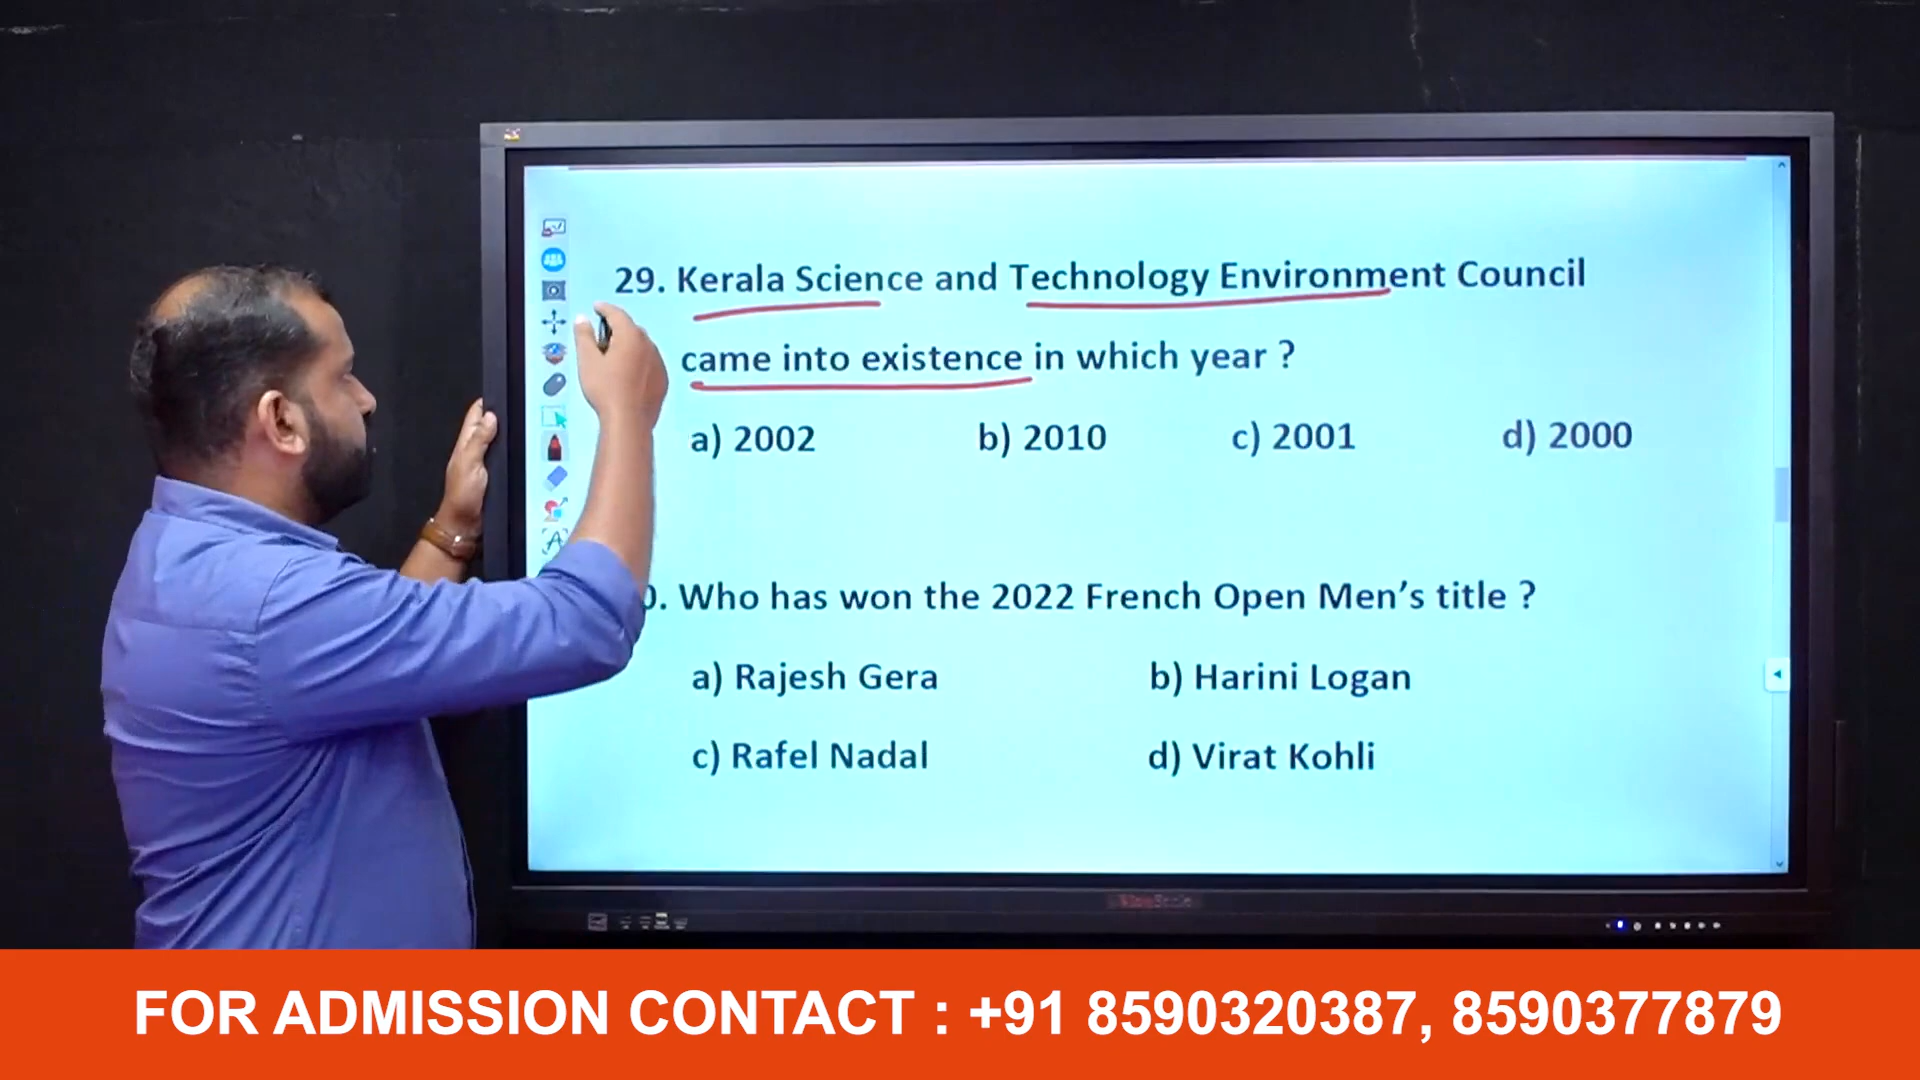 29. Kerala Science and Technology Environment Council
came into existence in which year ?
a) 2002 b) 2010 c) 2001 d) 2000
0. Who has won the 2022 French Open Men’s title ?
a) Rajesh Gera b) Harini Logan
c) Rafel Nadal d) Virat Kohli
FOR ADMISSION CONTACT : +91 8590320387, 8590377879